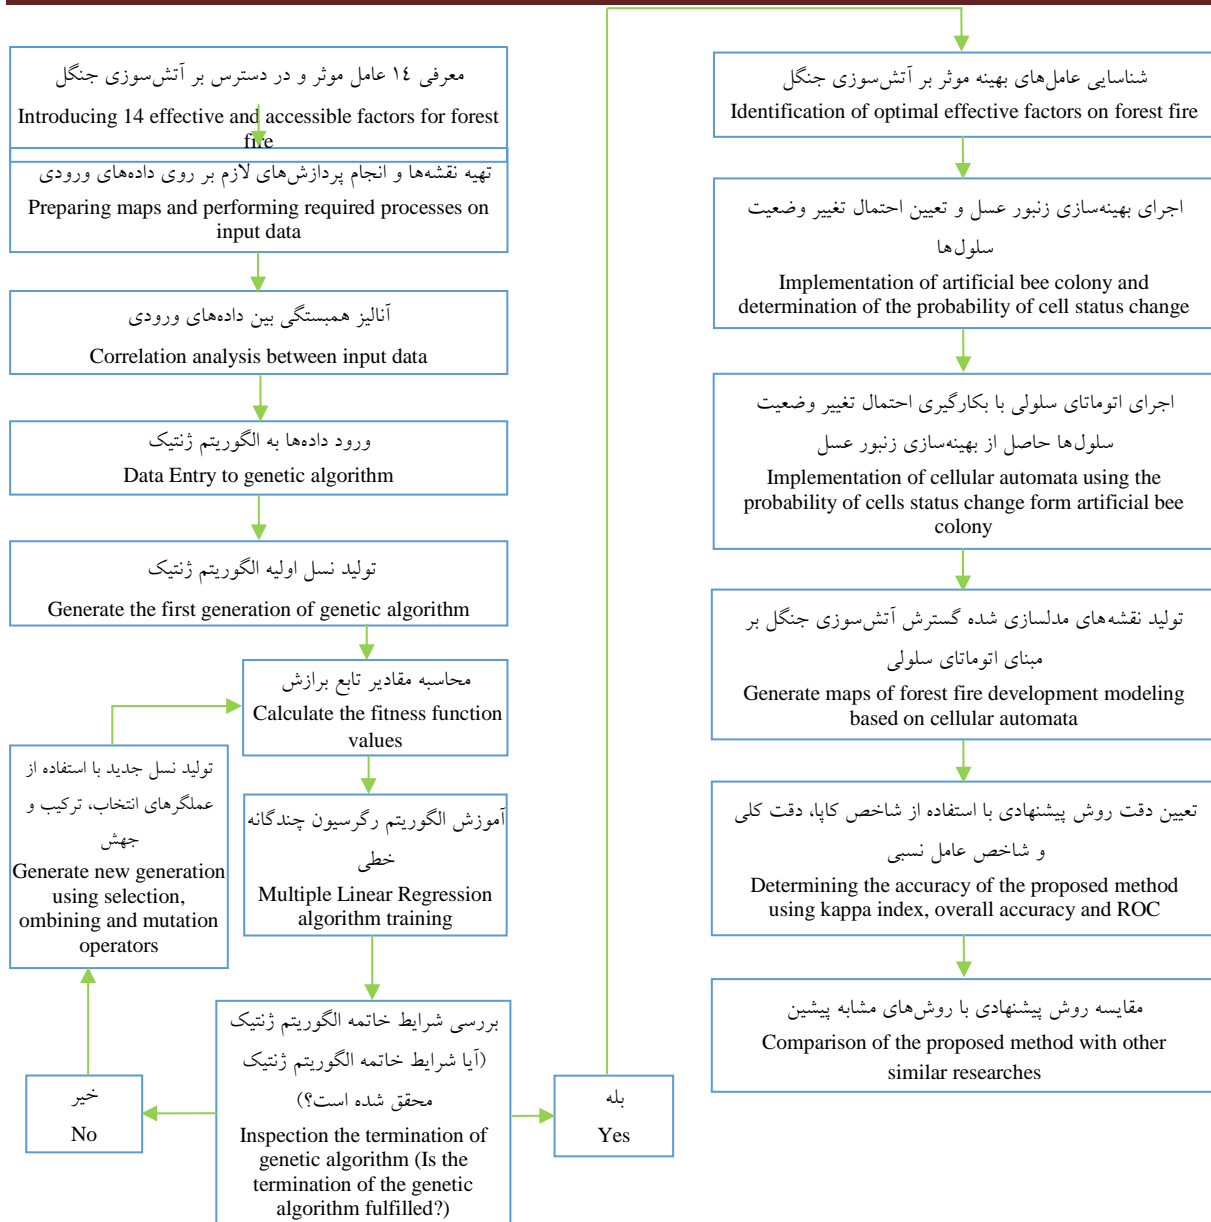 معرفی ١٤ عامل موثر و در دسترس بر آتش‌سوزی جنگل
Introducing 14 effective and accessible factors for forest
fire
تهیه نقشه‌ها و انجام پردازش‌های لازم بر روی داده‌های ورودی
Preparing maps and performing required processes on
input data
آنالیز همبستگی بین داده‌های ورودی
Correlation analysis between input data
ورود داده‌ها به الگوریتم ژنتیک
Data Entry to genetic algorithm
تولید نسل اولیه الگوریتم ژنتیک
Generate the first generation of genetic algorithm
محاسبه مقادیر تابع برازش
Calculate the fitness function
values
تولید نسل جدید با استفاده از
عملگرهای انتخاب، ترکیب و
جهش
Generate new generation
using selection,
ombining and mutation
operators
آموزش الگوریتم رگرسیون چندگانه
خطی
Multiple Linear Regression
algorithm training
بررسی شرایط خاتمه الگوریتم ژنتیک
(آیا شرایط خاتمه الگوریتم ژنتیک
محقق شده است؟)
Inspection the termination of
genetic algorithm (Is the
termination of the genetic
algorithm fulfilled?)
خیر
No
بله
Yes
شناسایی عامل‌های بهینه موثر بر آتش‌سوزی جنگل
Identification of optimal effective factors on forest fire
اجرای بهینه‌سازی زنبور عسل و تعیین احتمال تغییر وضعیت
سلول‌ها
Implementation of artificial bee colony and
determination of the probability of cell status change
اجرای اتوماتای سلولی با بکارگیری احتمال تغییر وضعیت
سلول‌ها حاصل از بهینه‌سازی زنبور عسل
Implementation of cellular automata using the
probability of cells status change form artificial bee
colony
تولید نقشه‌های مدلسازی شده گسترش آتش‌سوزی جنگل بر
مبنای اتوماتای سلولی
Generate maps of forest fire development modeling
based on cellular automata
تعیین دقت روش پیشنهادی با استفاده از شاخص کاپا، دقت کلی
و شاخص عامل نسبی
Determining the accuracy of the proposed method
using kappa index, overall accuracy and ROC
مقایسه روش پیشنهادی با روش‌های مشابه پیشین
Comparison of the proposed method with other
similar researches